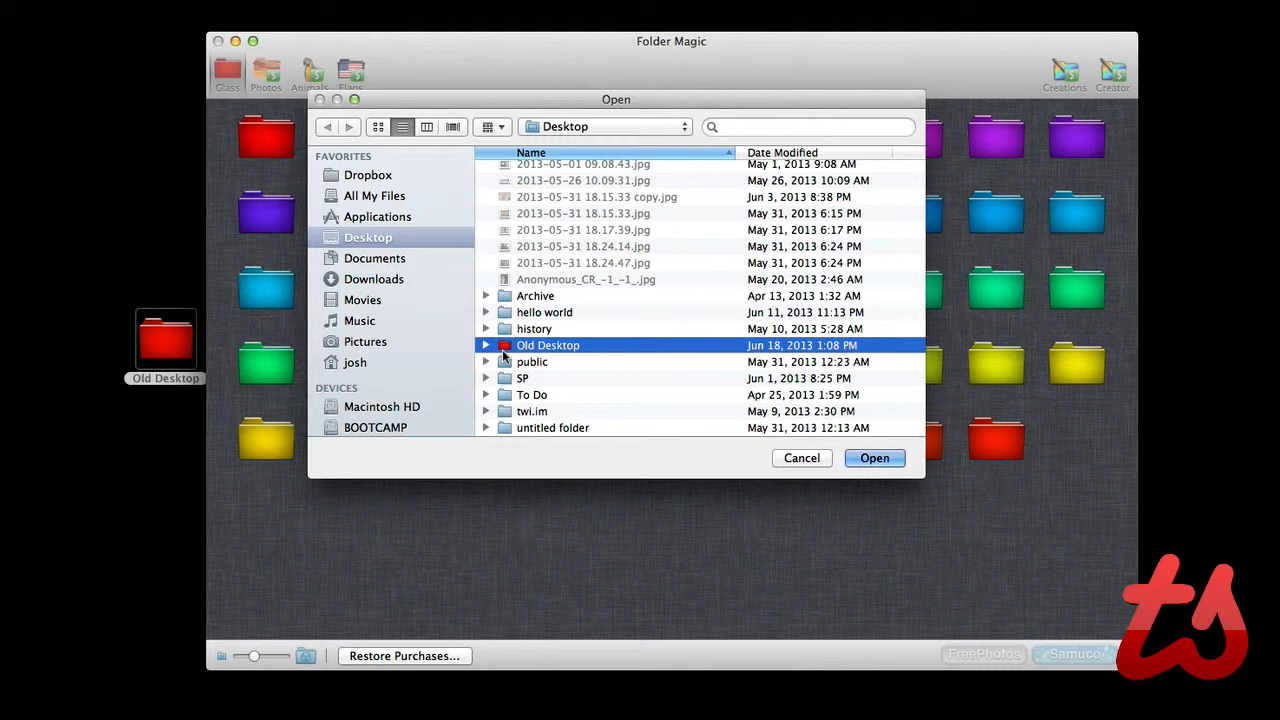 Folder Magic
Glass Photos Animals Flags Creations Creator
Open
Desktop
FAVORITES
Dropbox
All My Files
Applications
Desktop
Documents
Downloads
Movies
Music
Pictures
josh
DEVICES
Macintosh HD
BOOTCAMP
Name Date Modified
2013-05-01 09.08.43.jpg May 1, 2013 9:08 AM
2013-05-26 10.09.31.jpg May 26, 2013 10:09 AM
2013-05-31 18.15.33 copy.jpg Jun 3, 2013 8:38 PM
2013-05-31 18.15.33.jpg May 31, 2013 6:15 PM
2013-05-31 18.17.39.jpg May 31, 2013 6:17 PM
2013-05-31 18.24.14.jpg May 31, 2013 6:24 PM
2013-05-31 18.24.47.jpg May 31, 2013 6:24 PM
Anonymous_CR_-1_-1_.jpg May 20, 2013 2:46 AM
Archive Apr 13, 2013 1:32 AM
hello world Jun 11, 2013 11:13 PM
history May 10, 2013 5:28 AM
Old Desktop Jun 18, 2013 1:08 PM
public May 31, 2013 12:23 AM
SP Jun 1, 2013 8:25 PM
To Do Apr 25, 2013 1:59 PM
twi.im May 9, 2013 2:30 PM
untitled folder May 31, 2013 12:13 AM
Cancel Open
Old Desktop
Restore Purchases...
FreePhotos Samuco